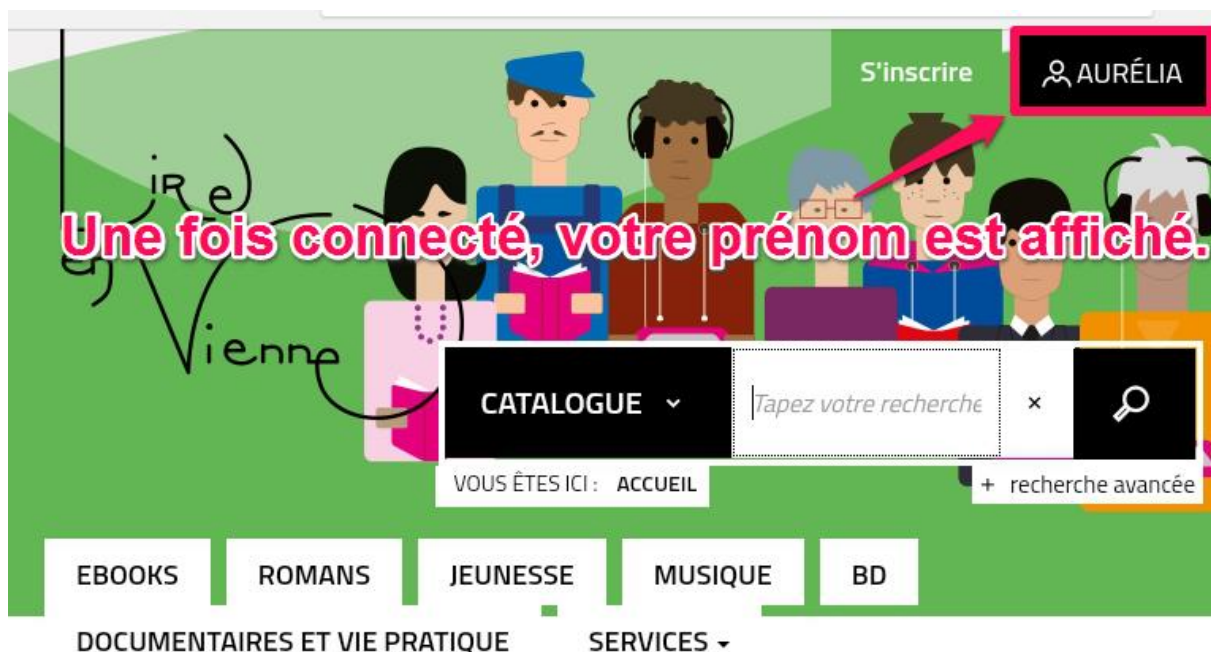 S'inscrire
AURÉLIA
Lire
en
Vienne
Une fois connecté, votre prénom est affiché.
CATALOGUE
Tapez votre recherche
×
VOUS ÊTES ICI : ACCUEIL
+ recherche avancée
EBOOKS
ROMANS
JEUNESSE
MUSIQUE
BD
DOCUMENTAIRES ET VIE PRATIQUE
SERVICES